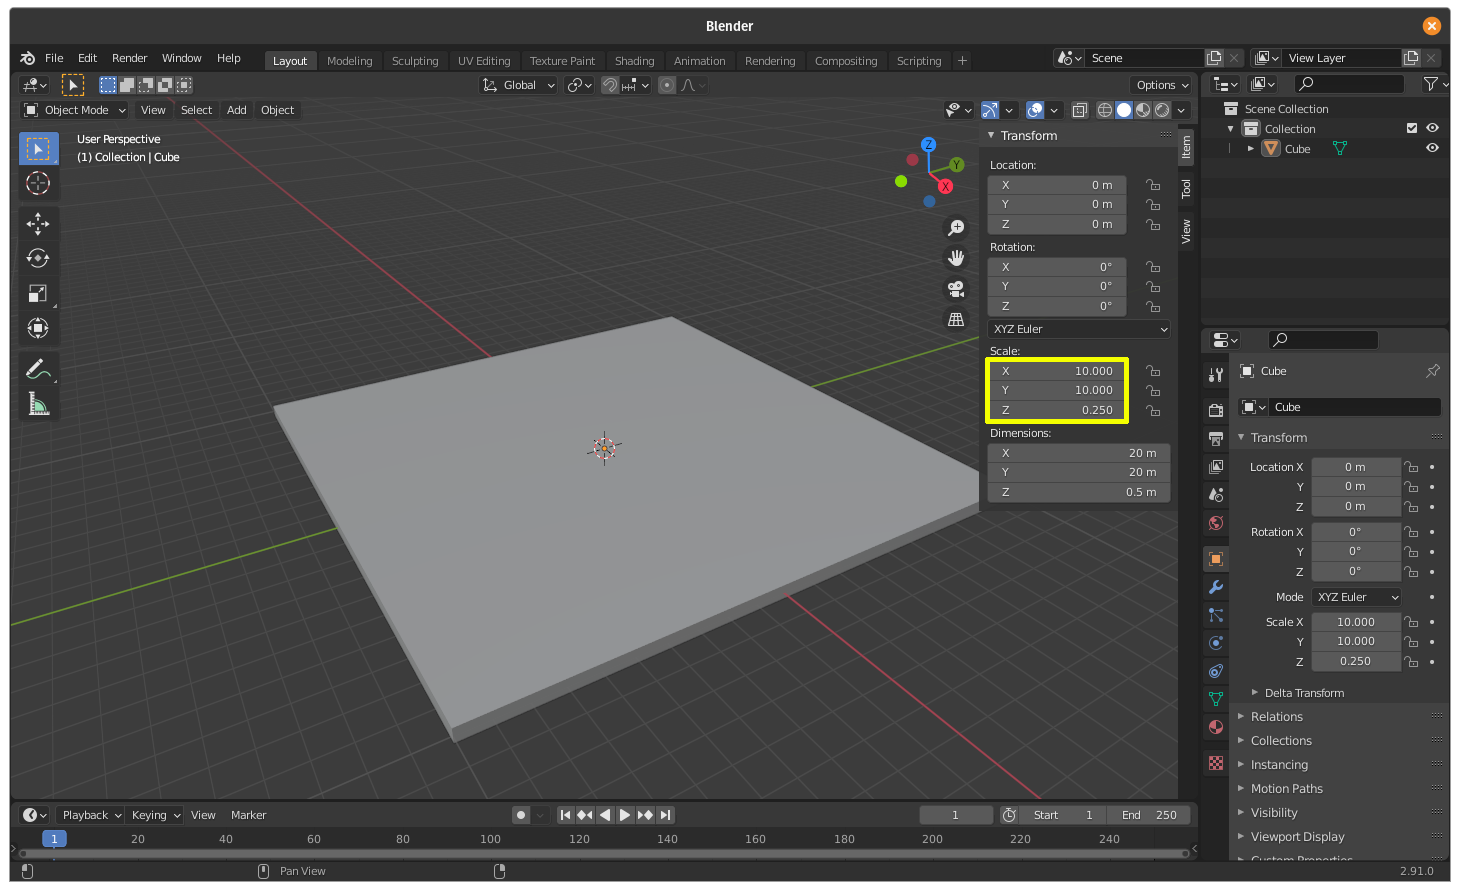 Blender
File Edit Render Window Help Layout Modeling Sculpting UV Editing Texture Paint Shading Animation Rendering Compositing Scripting + Scene View Layer
Global Options
Object Mode View Select Add Object
User Perspective
(1) Collection | Cube
Z
Y
X
Transform
Location:
X 0 m
Y 0 m
Z 0 m
Rotation:
X 0°
Y 0°
Z 0°
XYZ Euler
Scale:
X 10.000
Y 10.000
Z 0.250
Dimensions:
X 20 m
Y 20 m
Z 0.5 m
Item
Tool
View
Scene Collection
Collection
Cube
Cube
Cube
Transform
Location X 0 m
Y 0 m
Z 0 m
Rotation X 0°
Y 0°
Z 0°
Mode XYZ Euler
Scale X 10.000
Y 10.000
Z 0.250
Delta Transform
Relations
Collections
Instancing
Motion Paths
Visibility
Viewport Display
Custom Properties
Playback Keying View Marker 1 Start 1 End 250
1 20 40 60 80 100 120 140 160 180 200 220 240
Pan View 2.91.0